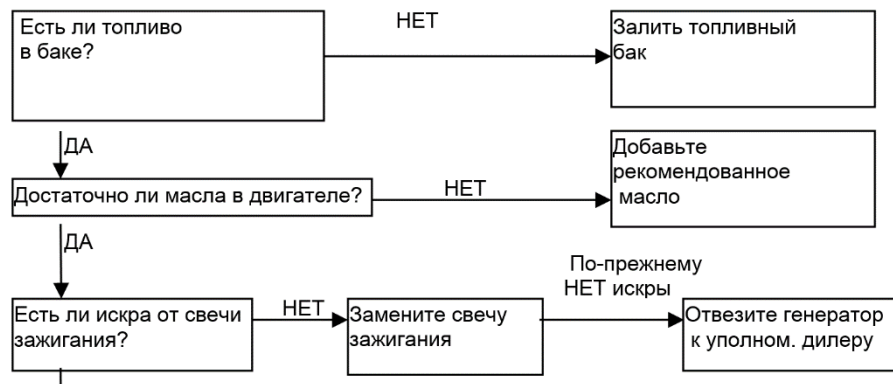 Есть ли топливо
в баке?
НЕТ
Залить топливный
бак
ДА
Достаточно ли масла в двигателе?
НЕТ
Добавьте
рекомендованное
масло
ДА
Есть ли искра от свечи
зажигания?
НЕТ
Замените свечу
зажигания
По-прежнему
НЕТ искры
Отвезите генератор
к уполном. дилеру